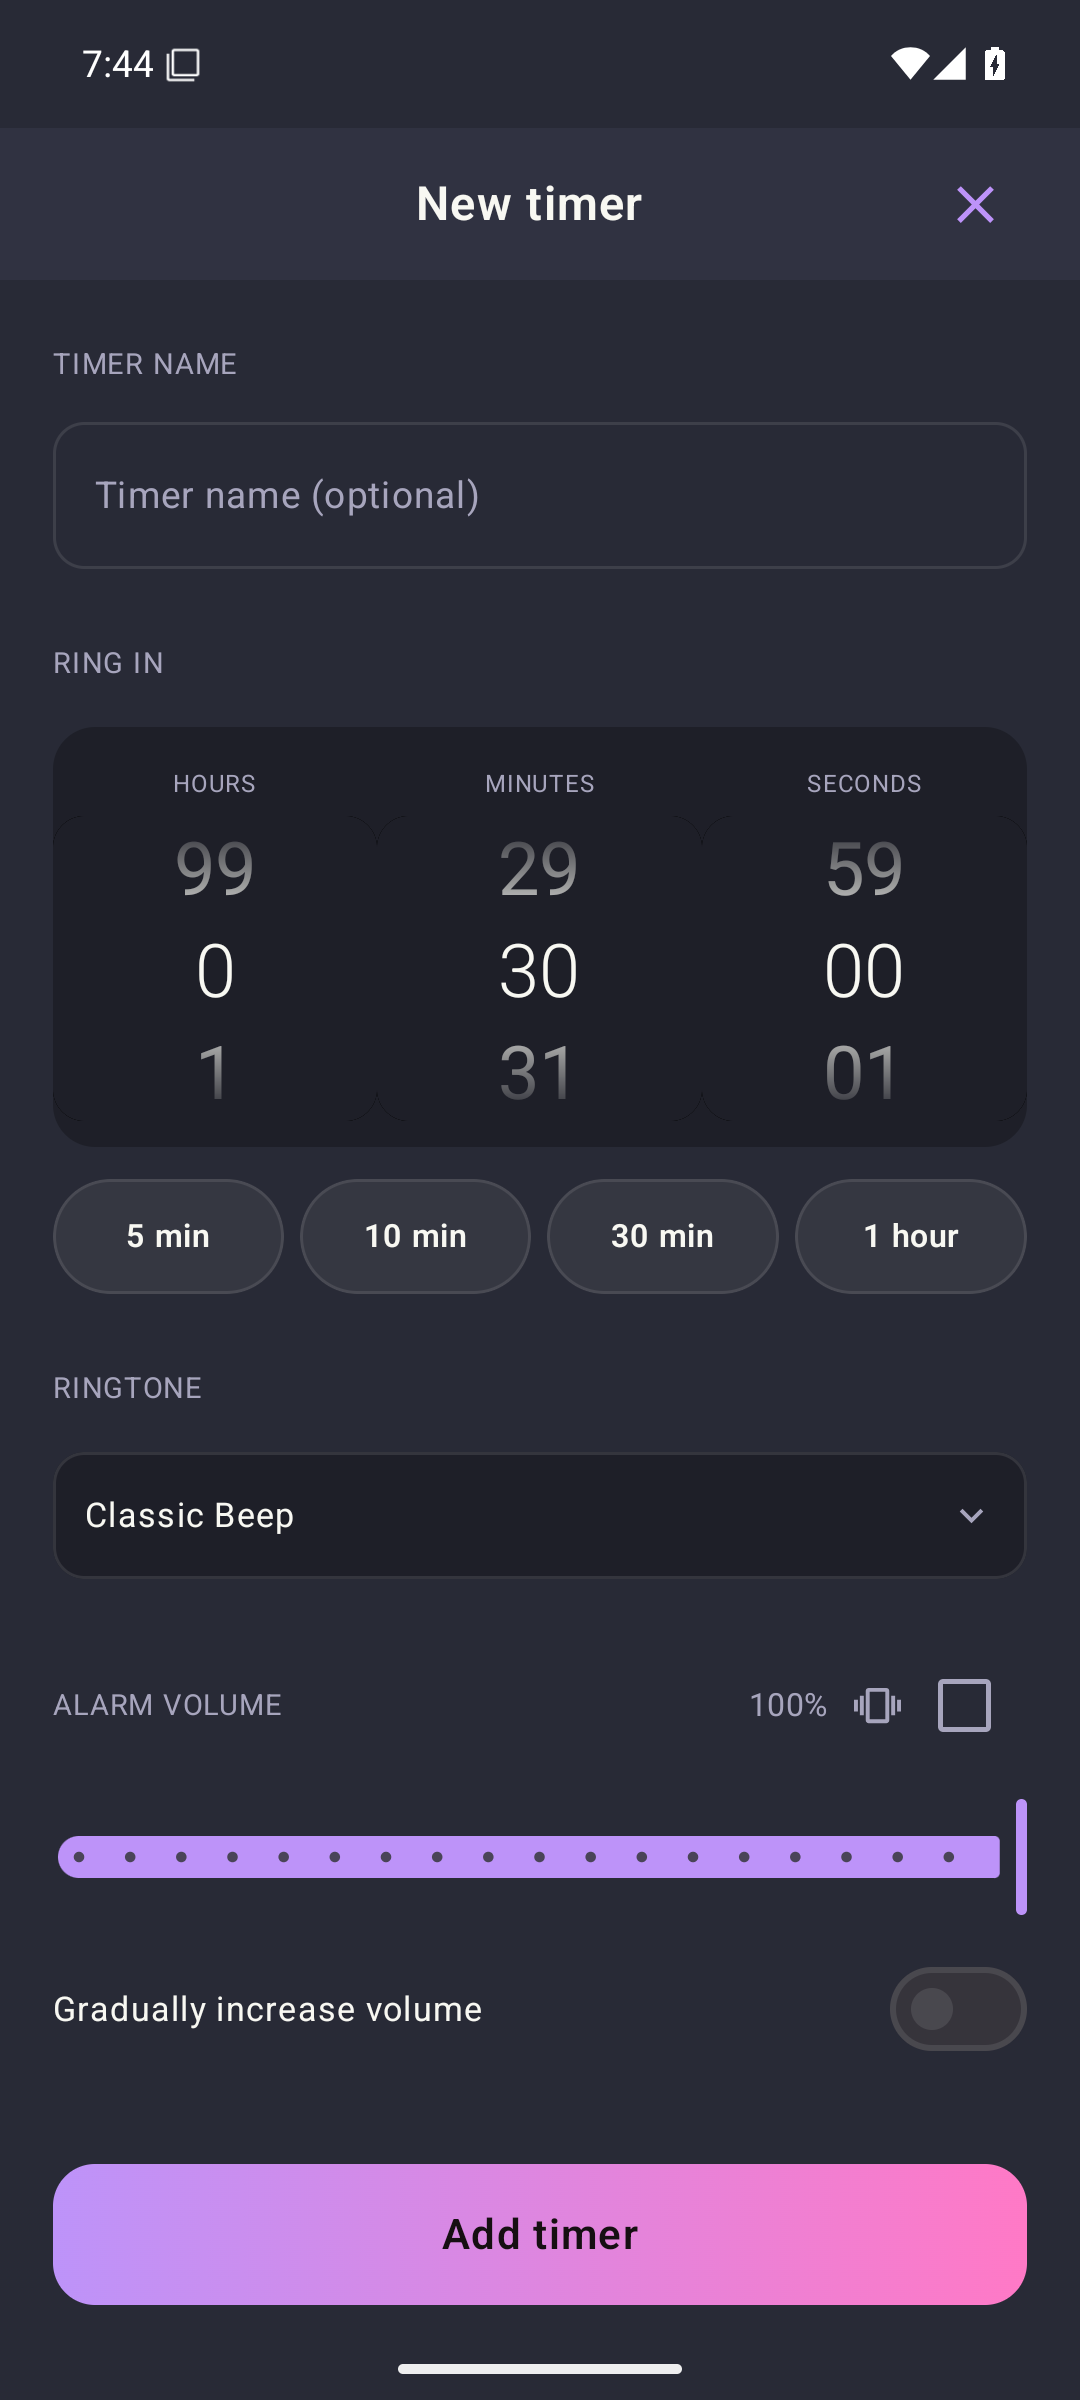 7:44
New timer
TIMER NAME
Timer name (optional)
RING IN
HOURS MINUTES SECONDS
99 29 59
0 30 00
1 31 01
5 min 10 min 30 min 1 hour
RINGTONE
Classic Beep
ALARM VOLUME 100%
Gradually increase volume
Add timer